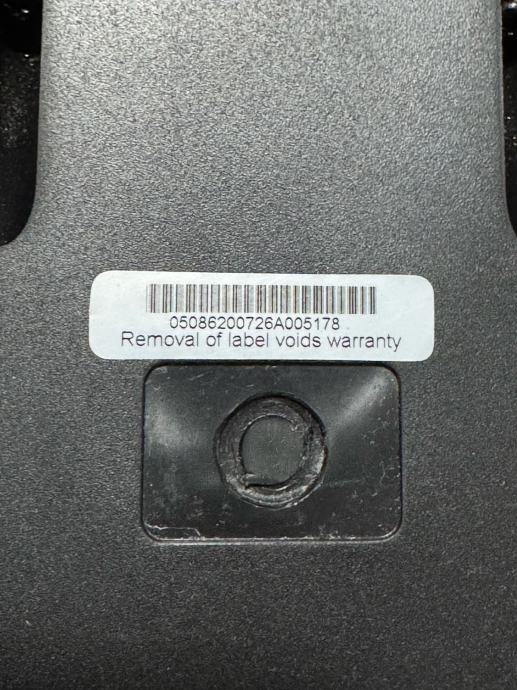 05086200726A005178
Removal of label voids warranty